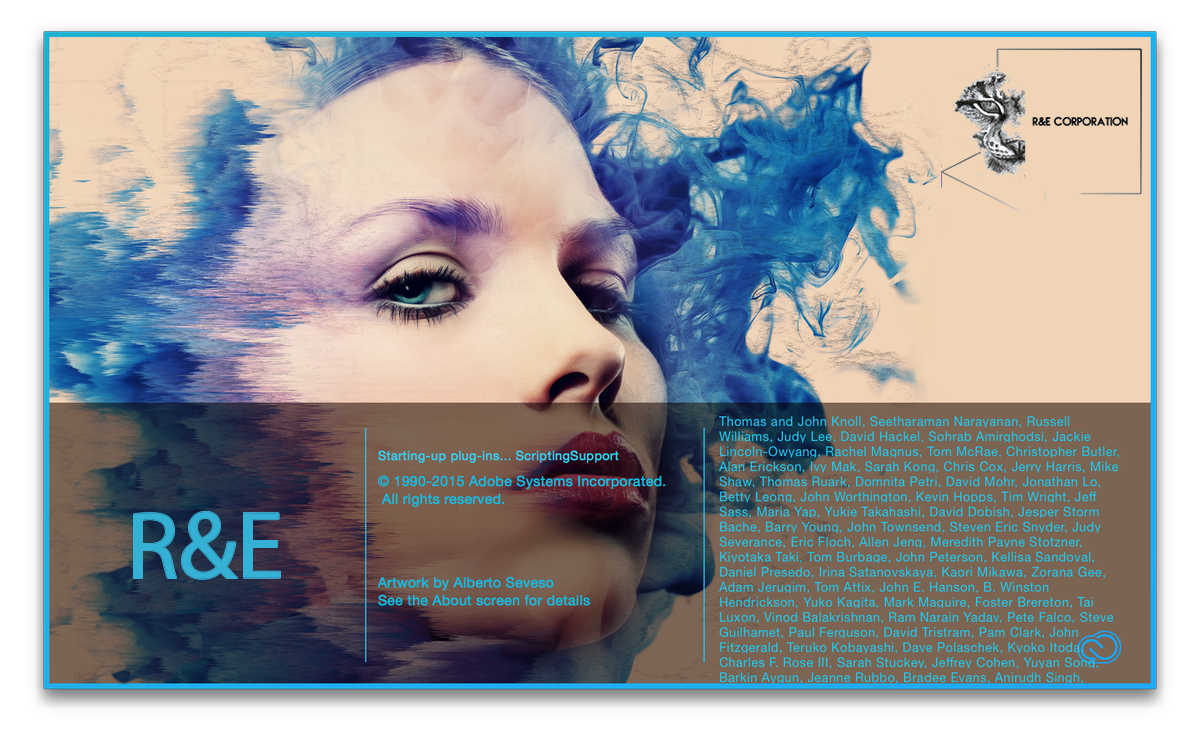 R&E CORPORATION
R&E
Starting-up plug-ins... ScriptingSupport
© 1990-2015 Adobe Systems Incorporated.
All rights reserved.
Artwork by Alberto Seveso
See the About screen for details
Thomas and John Knoll, Seetharaman Narayanan, Russell
Williams, Judy Lee, David Hackel, Sohrab Amirghodsi, Jackie
Lincoln-Owyang, Rachel Magnus, Tom McRae, Christopher Butler,
Alan Erickson, Ivy Mak, Sarah Kong, Chris Cox, Jerry Harris, Mike
Shaw, Thomas Ruark, Domnita Petri, David Mohr, Jonathan Lo,
Betty Leong, John Worthington, Kevin Hopps, Tim Wright, Jeff
Sass, Maria Yap, Yukie Takahashi, David Dobish, Jesper Storm
Bache, Barry Young, John Townsend, Steven Eric Snyder, Judy
Severance, Eric Floch, Allen Jeng, Meredith Payne Stotzner,
Kiyotaka Taki, Tom Burbage, John Peterson, Kellisa Sandoval,
Daniel Presedo, Irina Satanovskaya, Kaori Mikawa, Zorana Gee,
Adam Jerugim, Tom Attix, John E. Hanson, B. Winston
Hendrickson, Yuko Kagita, Mark Maguire, Foster Brereton, Tai
Luxon, Vinod Balakrishnan, Ram Narain Yadav, Pete Falco, Steve
Guilhamet, Paul Ferguson, David Tristram, Pam Clark, John
Fitzgerald, Teruko Kobayashi, Dave Polaschek, Kyoko Itoda,
Charles F. Rose III, Sarah Stuckey, Jeffrey Cohen, Yuyan Song,
Barkin Aygun, Jeanne Rubbo, Bradee Evans, Anirudh Singh,